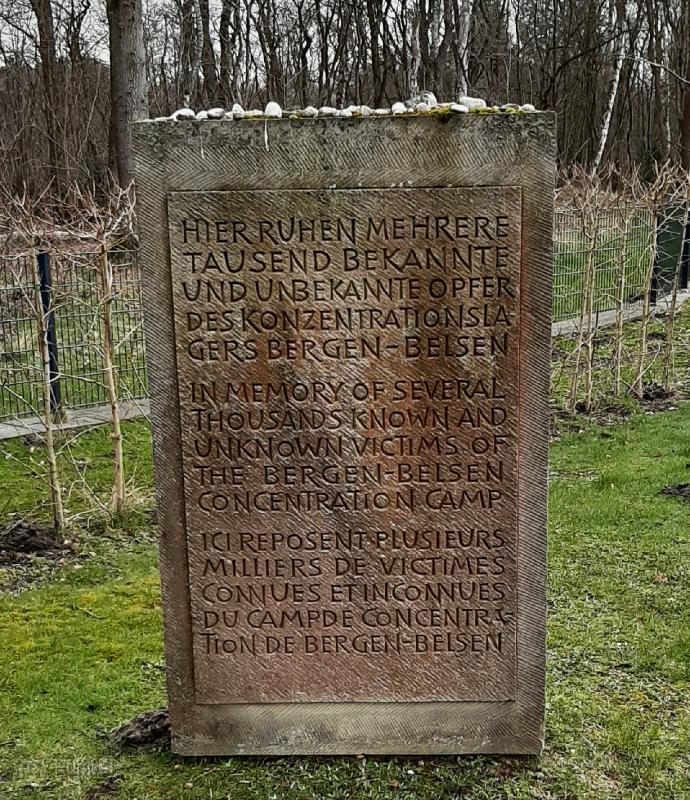 HIER RUHEN MEHRERE
TAUSEND BEKANNTE
UND UNBEKANNTE OPFER
DES KONZENTRATIONSLA-
GERS BERGEN-BELSEN
IN MEMORY OF SEVERAL
THOUSANDS KNOWN AND
UNKNOWN VICTIMS OF
THE BERGEN-BELSEN
CONCENTRATION CAMP
ICI REPOSENT PLUSIEURS
MILLIERS DE VICTIMES
CONNUES ET INCONNUES
DU CAMP DE CONCENTRA-
TION DE BERGEN-BELSEN